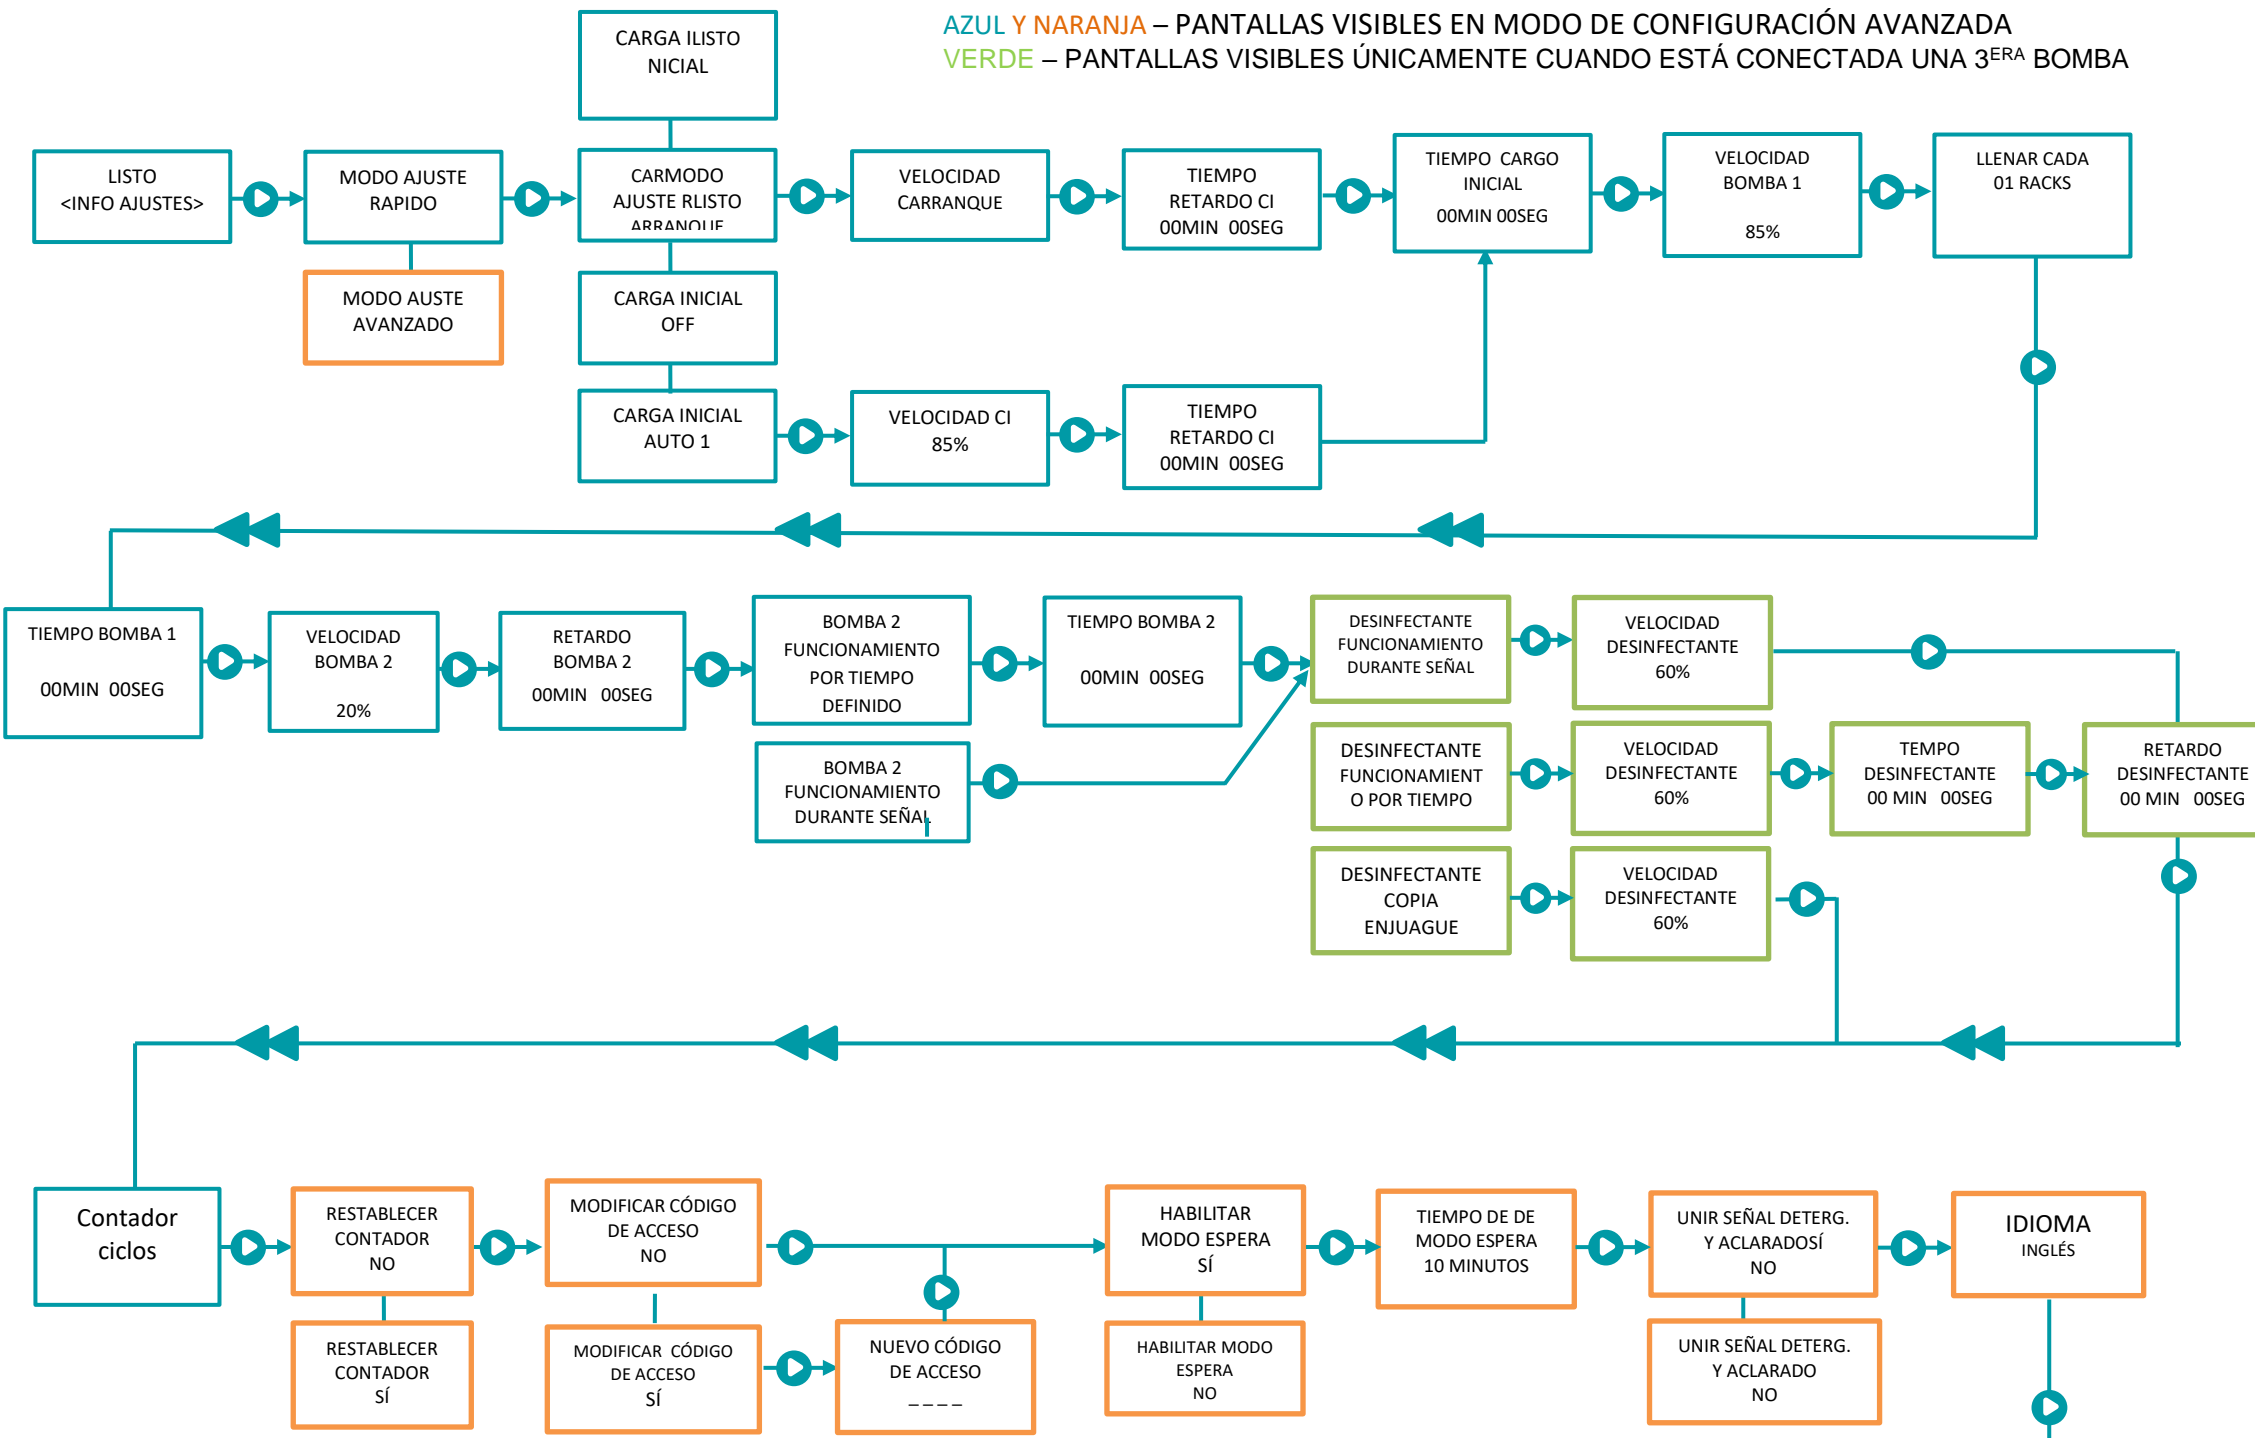 AZUL Y NARANJA – PANTALLAS VISIBLES EN MODO DE CONFIGURACIÓN AVANZADA
VERDE – PANTALLAS VISIBLES ÚNICAMENTE CUANDO ESTÁ CONECTADA UNA 3ERA BOMBA
CARGA ILISTO
NICIAL
LISTO
<INFO AJUSTES>
MODO AJUSTE
RAPIDO
CARMODO
AJUSTE RLISTO
ARRANQUE
VELOCIDAD
CARRANQUE
TIEMPO
RETARDO CI
00MIN 00SEG
TIEMPO CARGO
INICIAL
00MIN 00SEG
VELOCIDAD
BOMBA 1
85%
LLENAR CADA
01 RACKS
MODO AUSTE
AVANZADO
CARGA INICIAL
OFF
CARGA INICIAL
AUTO 1
VELOCIDAD CI
85%
TIEMPO
RETARDO CI
00MIN 00SEG
TIEMPO BOMBA 1
00MIN 00SEG
VELOCIDAD
BOMBA 2
20%
RETARDO
BOMBA 2
00MIN 00SEG
BOMBA 2
FUNCIONAMIENTO
POR TIEMPO
DEFINIDO
TIEMPO BOMBA 2
00MIN 00SEG
DESINFECTANTE
FUNCIONAMIENTO
DURANTE SEÑAL
VELOCIDAD
DESINFECTANTE
60%
BOMBA 2
FUNCIONAMIENTO
DURANTE SEÑAL
DESINFECTANTE
FUNCIONAMIENT
O POR TIEMPO
VELOCIDAD
DESINFECTANTE
60%
TEMPO
DESINFECTANTE
00 MIN 00SEG
RETARDO
DESINFECTANTE
00 MIN 00SEG
DESINFECTANTE
COPIA
ENJUAGUE
VELOCIDAD
DESINFECTANTE
60%
Contador
ciclos
RESTABLECER
CONTADOR
NO
MODIFICAR CÓDIGO
DE ACCESO
NO
HABILITAR
MODO ESPERA
SÍ
TIEMPO DE DE
MODO ESPERA
10 MINUTOS
UNIR SEÑAL DETERG.
Y ACLARADOSÍ
NO
IDIOMA
INGLÉS
RESTABLECER
CONTADOR
SÍ
MODIFICAR CÓDIGO
DE ACCESO
SÍ
NUEVO CÓDIGO
DE ACCESO
_ _ _ _
HABILITAR MODO
ESPERA
NO
UNIR SEÑAL DETERG.
Y ACLARADO
NO